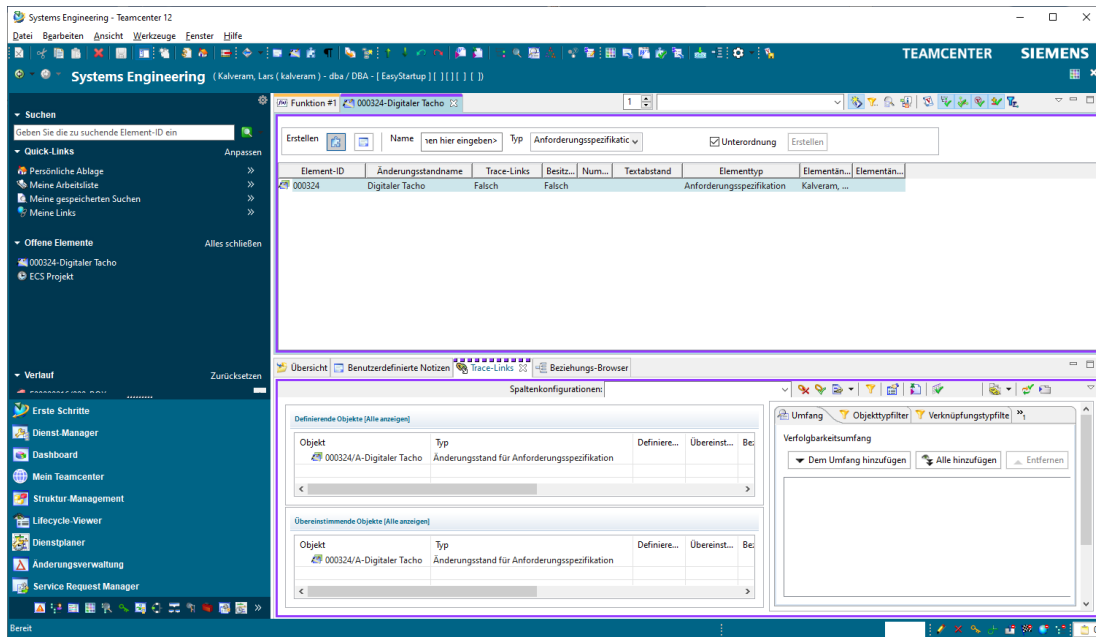 Systems Engineering - Teamcenter 12
Datei Bearbeiten Ansicht Werkzeuge Fenster Hilfe
TEAMCENTER SIEMENS
Systems Engineering ( Kalveram, Lars ( kalveram ) - dba / DBA - [ EasyStartup ] [ ] [ ] [ ] [ ])
Suchen
Geben Sie die zu suchende Element-ID ein
Quick-Links Anpassen
Persönliche Ablage
Meine Arbeitsliste
Meine gespeicherten Suchen
Meine Links
Offene Elemente Alles schließen
000324-Digitaler Tacho
ECS Projekt
Verlauf Zurücksetzen
Erste Schritte
Dienst-Manager
Dashboard
Mein Teamcenter
Struktur-Management
Lifecycle-Viewer
Dienstplaner
Änderungsverwaltung
Service Request Manager
Bereit
Funktion #1 000324-Digitaler Tacho 1
Erstellen Name en hier eingeben> Typ Anforderungsspezifikatic Unterordnung Erstellen
Element-ID Änderungsstandname Trace-Links Besitz... Num... Textabstand Elementtyp Elementän... Elementän...
000324 Digitaler Tacho Falsch Falsch Anforderungsspezifikation Kalveram, ...
Übersicht Benutzerdefinierte Notizen Trace-Links Beziehungs-Browser
Spaltenkonfigurationen:
Definierende Objekte [Alle anzeigen]
Objekt Typ Definiere... Übereinst... Be
000324/A-Digitaler Tacho Änderungsstand für Anforderungsspezifikation
Übereinstimmende Objekte [Alle anzeigen]
Objekt Typ Definiere... Übereinst... Be
000324/A-Digitaler Tacho Änderungsstand für Anforderungsspezifikation
Umfang Objekttypfilter Verknüpfungstypfilte »1
Verfolgbarkeitsumfang
Dem Umfang hinzufügen Alle hinzufügen Entfernen